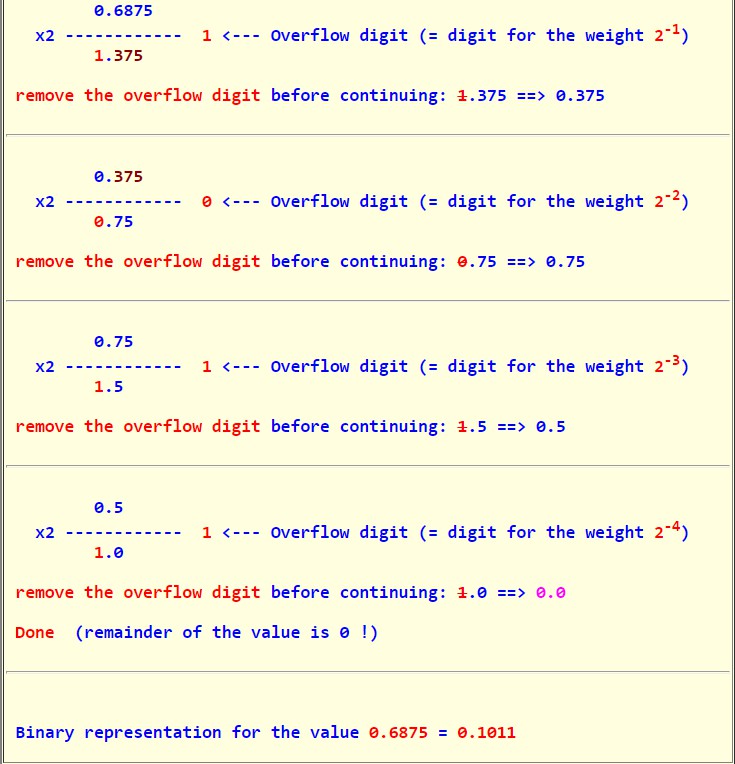 0.6875
x2 ------------ 1 <--- Overflow digit (= digit for the weight 2⁻¹)
1.375
remove the overflow digit before continuing: 1.375 ==> 0.375
0.375
x2 ------------ 0 <--- Overflow digit (= digit for the weight 2⁻²)
0.75
remove the overflow digit before continuing: 0.75 ==> 0.75
0.75
x2 ------------ 1 <--- Overflow digit (= digit for the weight 2⁻³)
1.5
remove the overflow digit before continuing: 1.5 ==> 0.5
0.5
x2 ------------ 1 <--- Overflow digit (= digit for the weight 2⁻⁴)
1.0
remove the overflow digit before continuing: 1.0 ==> 0.0
Done (remainder of the value is 0 !)
Binary representation for the value 0.6875 = 0.1011